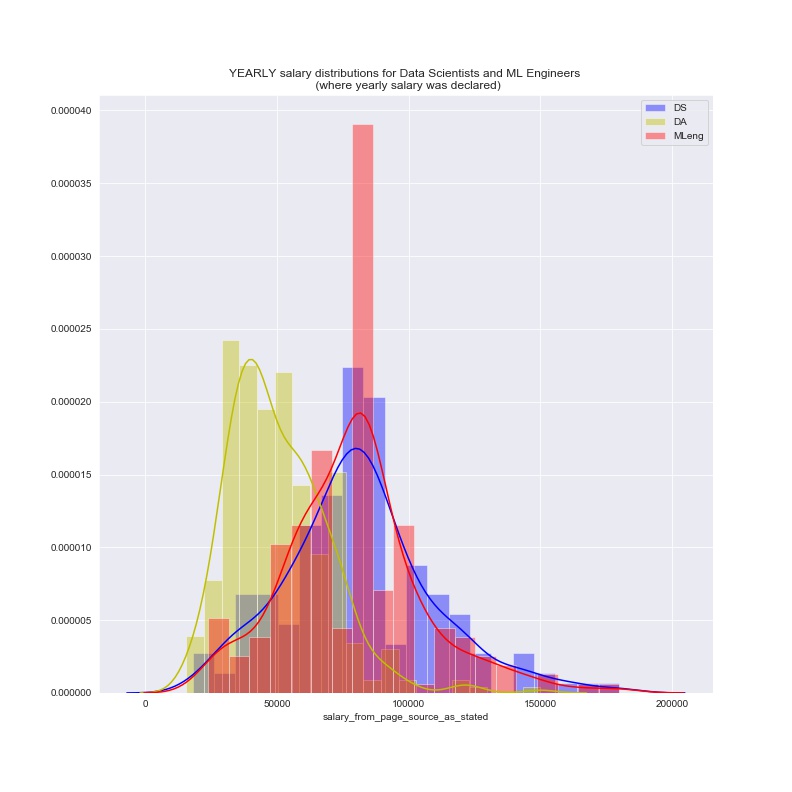 YEARLY salary distributions for Data Scientists and ML Engineers
(where yearly salary was declared)
DS
DA
MLeng
0.000040
0.000035
0.000030
0.000025
0.000020
0.000015
0.000010
0.000005
0.000000
0 50000 100000 150000 200000
salary_from_page_source_as_stated